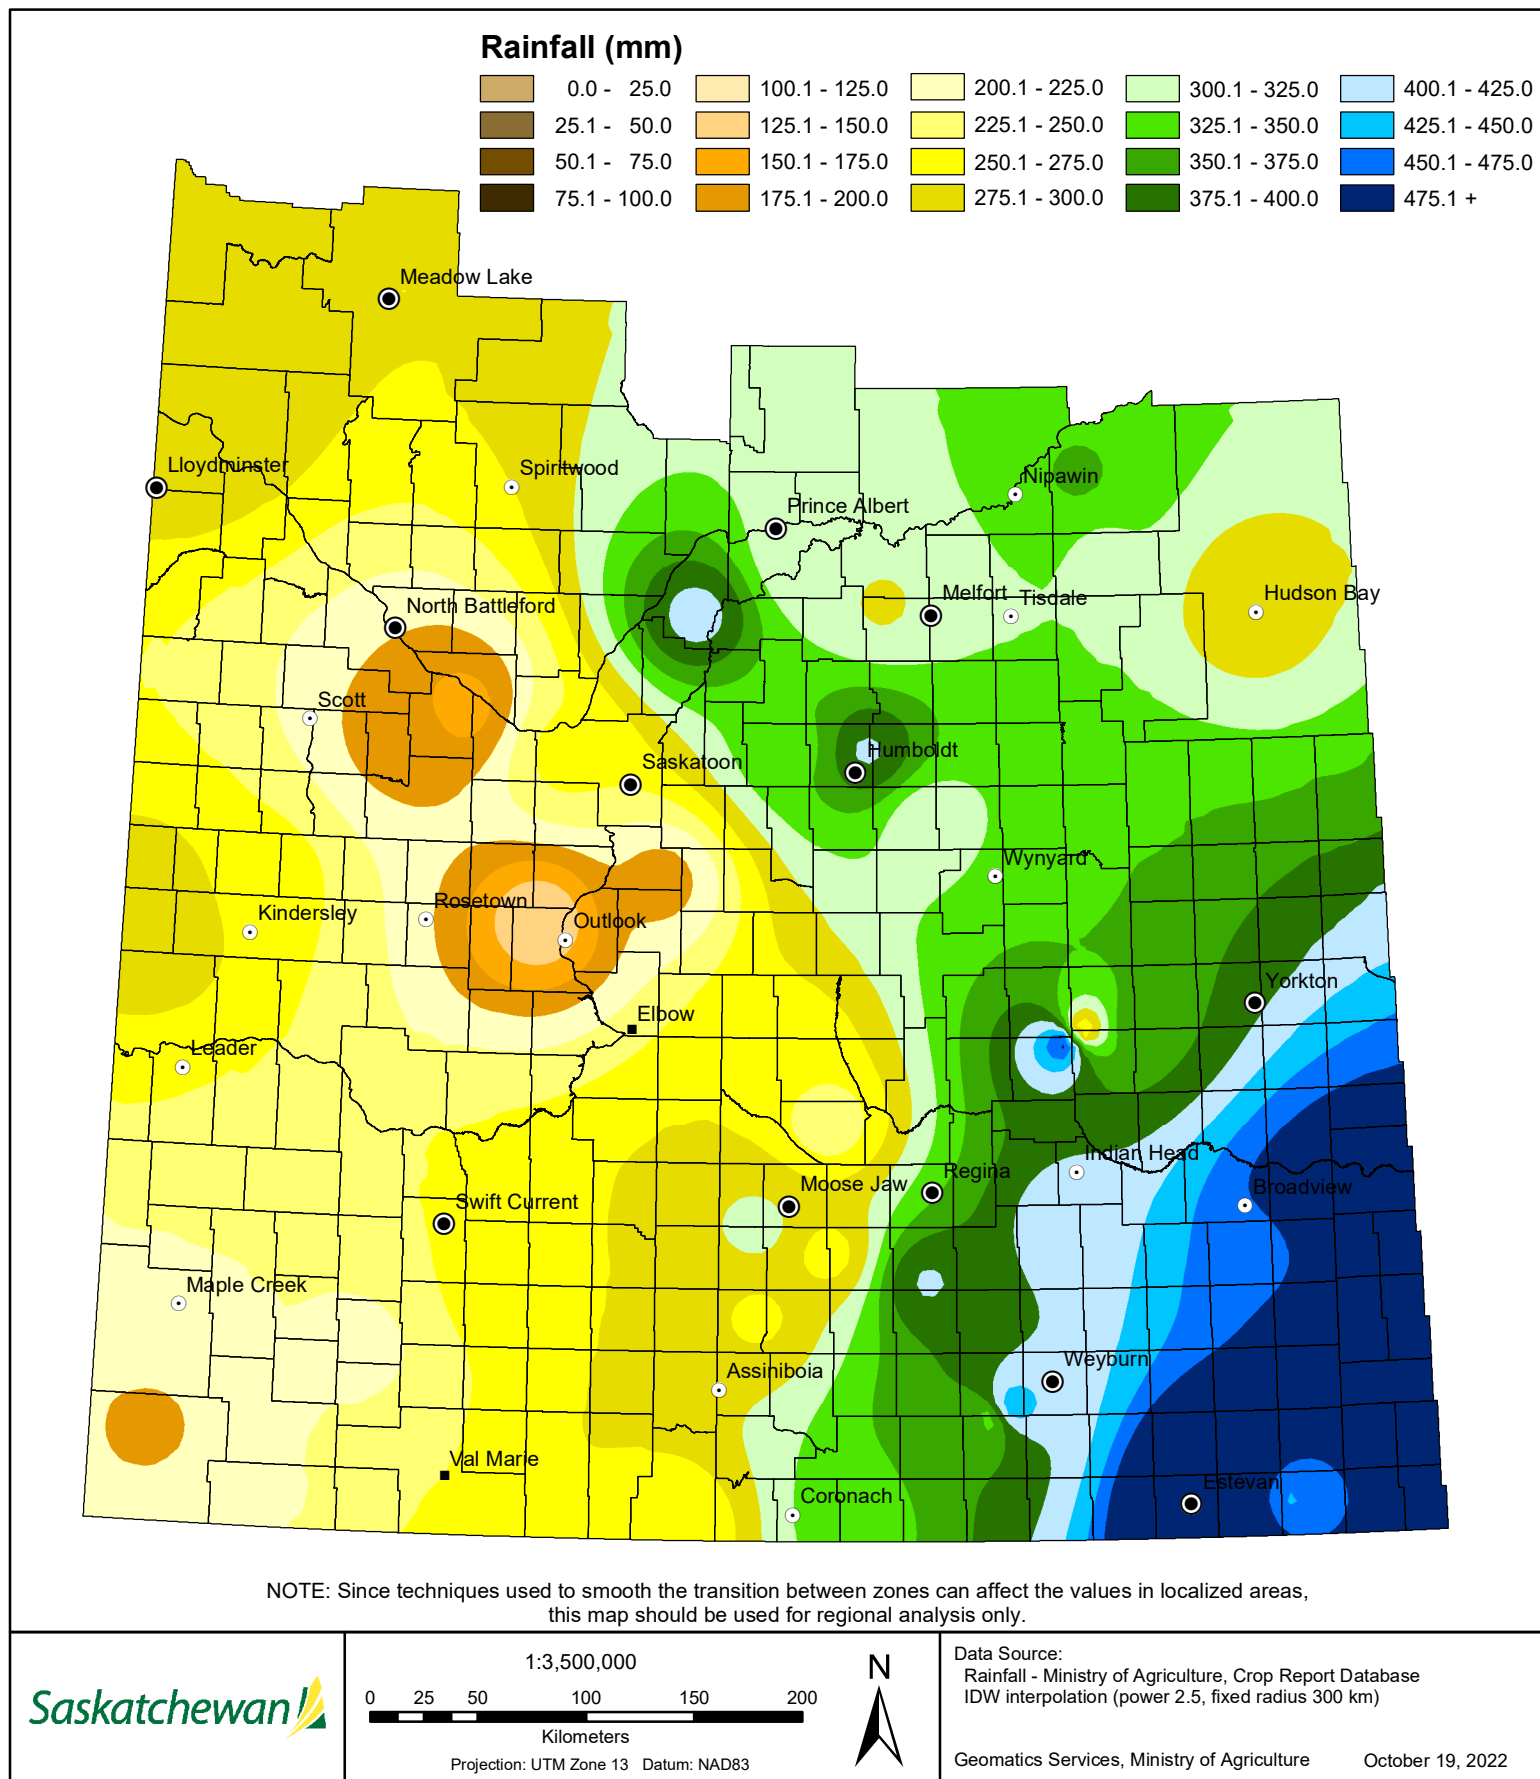 Rainfall (mm)
0.0 - 25.0
25.1 - 50.0
50.1 - 75.0
75.1 - 100.0
100.1 - 125.0
125.1 - 150.0
150.1 - 175.0
175.1 - 200.0
200.1 - 225.0
225.1 - 250.0
250.1 - 275.0
275.1 - 300.0
300.1 - 325.0
325.1 - 350.0
350.1 - 375.0
375.1 - 400.0
400.1 - 425.0
425.1 - 450.0
450.1 - 475.0
475.1 +
Meadow Lake
Lloydminster
Spiritwood
Nipawin
Prince Albert
North Battleford
Melfort
Tisdale
Hudson Bay
Scott
Saskatoon
Humboldt
Wynyard
Kindersley
Rosetown
Outlook
Yorkton
Elbow
Leader
Indian Head
Regina
Moose Jaw
Swift Current
Broadview
Maple Creek
Weyburn
Assiniboia
Val Marie
Coronach
Estevan
NOTE: Since techniques used to smooth the transition between zones can affect the values in localized areas,
this map should be used for regional analysis only.
Saskatchewan
1:3,500,000
0 25 50 100 150 200
Kilometers
Projection: UTM Zone 13 Datum: NAD83
N
Data Source:
Rainfall - Ministry of Agriculture, Crop Report Database
IDW interpolation (power 2.5, fixed radius 300 km)
Geomatics Services, Ministry of Agriculture October 19, 2022